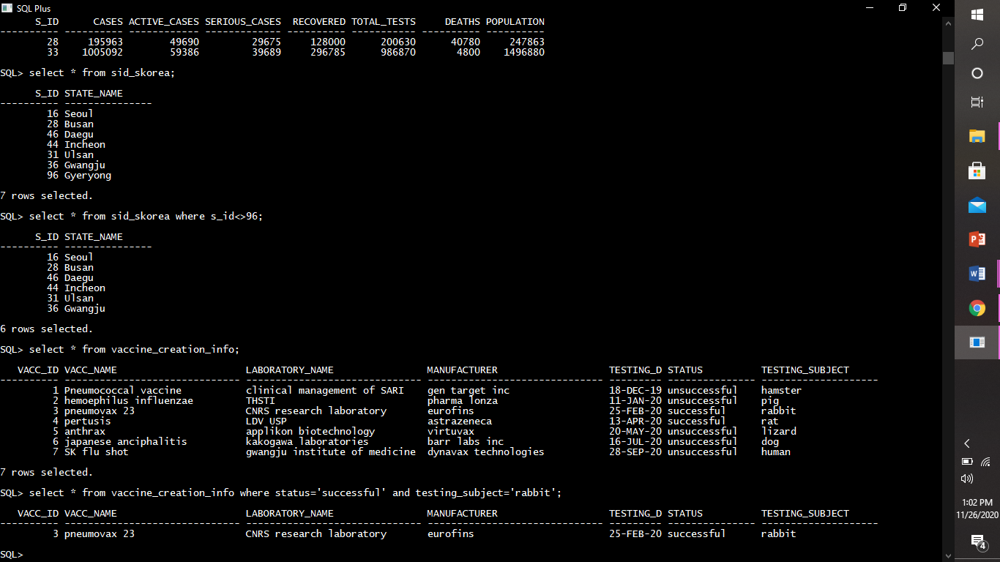 SQL Plus
S_ID CASES ACTIVE_CASES SERIOUS_CASES RECOVERED TOTAL_TESTS DEATHS POPULATION
---------- ---------- ------------ ------------- ---------- ----------- ---------- ----------
28 195963 49690 29675 128000 200630 40780 247863
33 1005092 59386 39689 296785 986870 4800 1496880
SQL> select * from sid_skorea;
S_ID STATE_NAME
---------- ---------------
16 Seoul
28 Busan
46 Daegu
44 Incheon
31 Ulsan
36 Gwangju
96 Gyeryong
7 rows selected.
SQL> select * from sid_skorea where s_id<>96;
S_ID STATE_NAME
---------- ---------------
16 Seoul
28 Busan
46 Daegu
44 Incheon
31 Ulsan
36 Gwangju
6 rows selected.
SQL> select * from vaccine_creation_info;
VACC_ID VACC_NAME LABORATORY_NAME MANUFACTURER TESTING_D STATUS TESTING_SUBJECT
---------- ------------------------------ ------------------------------ ------------------------------ --------- --------------- --------------------
1 Pneumococcal vaccine clinical management of SARI gen target inc 18-DEC-19 unsuccessful hamster
2 hemoephilus influenzae THSTI pharma lonza 11-JAN-20 unsuccessful pig
3 pneumovax 23 CNRS research laboratory eurofins 25-FEB-20 successful rabbit
4 pertusis LDV USP astrazeneca 13-APR-20 successful rat
5 anthrax applikon biotechnology virtuvax 20-MAY-20 unsuccessful lizard
6 japanese anciphalitis kakogawa laboratories barr labs inc 16-JUL-20 unsuccessful dog
7 SK flu shot gwangju institute of medicine dynavax technologies 28-SEP-20 unsuccessful human
7 rows selected.
SQL> select * from vaccine_creation_info where status='successful' and testing_subject='rabbit';
VACC_ID VACC_NAME LABORATORY_NAME MANUFACTURER TESTING_D STATUS TESTING_SUBJECT
---------- ------------------------------ ------------------------------ ------------------------------ --------- --------------- --------------------
3 pneumovax 23 CNRS research laboratory eurofins 25-FEB-20 successful rabbit
SQL>
P
W
1:02 PM
11/26/2020
4